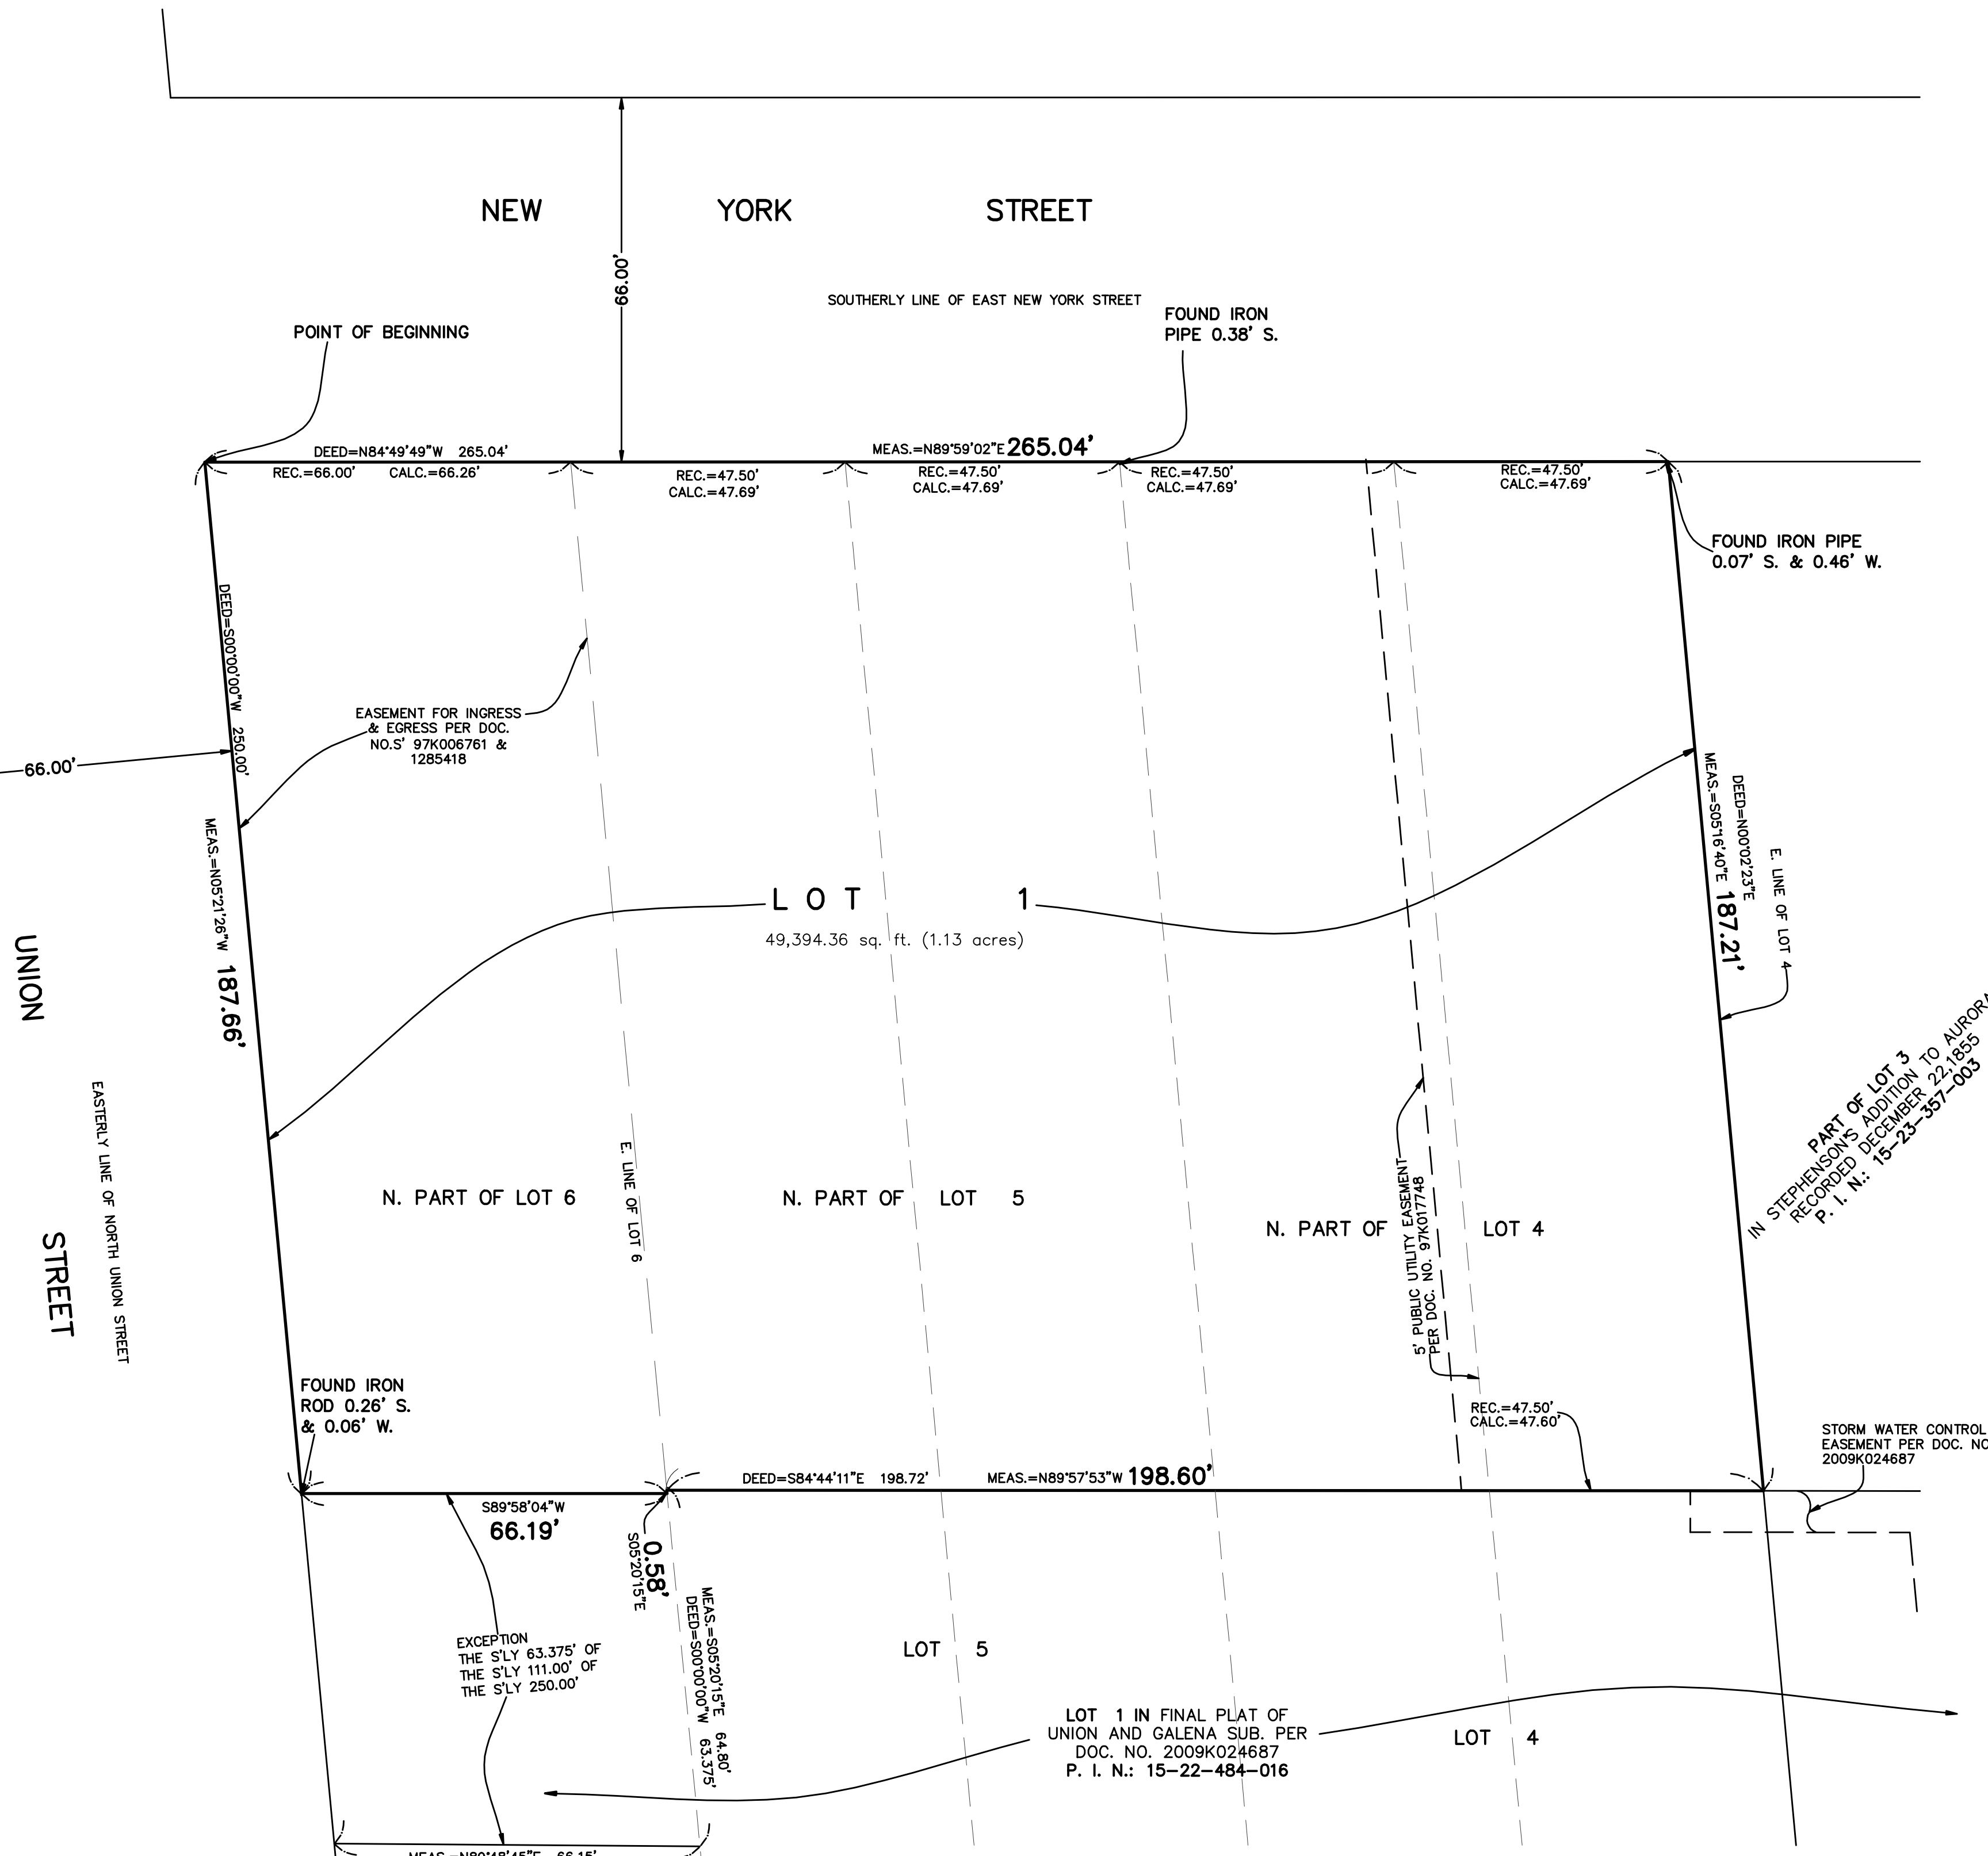 NEW YORK STREET
66.00'
SOUTHERLY LINE OF EAST NEW YORK STREET
POINT OF BEGINNING
FOUND IRON
PIPE 0.38' S.
DEED=N84°49'49"W 265.04'
MEAS.=N89°59'02"E 265.04'
REC.=66.00' CALC.=66.26'
REC.=47.50'
CALC.=47.69'
REC.=47.50'
CALC.=47.69'
REC.=47.50'
CALC.=47.69'
REC.=47.50'
CALC.=47.69'
FOUND IRON PIPE
0.07' S. & 0.46' W.
DEED=S00°00'00"W 250.00'
MEAS.=N05°21'26"W 187.66'
66.00'
EASEMENT FOR INGRESS
& EGRESS PER DOC.
NO.S' 97K006761 &
1285418
LOT 1
49,394.36 sq. ft. (1.13 acres)
MEAS.=S05°16'40"E 187.21'
DEED=N00°02'23"E
E. LINE OF LOT 4
UNION STREET
EASTERLY LINE OF NORTH UNION STREET
PART OF LOT 3
IN STEPHENSON'S ADDITION TO AURORA
RECORDED DECEMBER 22,1855
P. I. N.: 15-23-357-003
E. LINE OF LOT 6
N. PART OF LOT 6
N. PART OF LOT 5
N. PART OF LOT 4
5' PUBLIC UTILITY EASEMENT
PER DOC. NO. 97K017748
FOUND IRON
ROD 0.26' S.
& 0.06' W.
REC.=47.50'
CALC.=47.60'
STORM WATER CONTROL
EASEMENT PER DOC. NO
2009K024687
DEED=S84°44'11"E 198.72'
MEAS.=N89°57'53"W 198.60'
S89°58'04"W
66.19'
0.58'
S05°20'15"E
MEAS.=S05°20'15"E 64.80'
DEED=S00°00'00"W 63.375'
EXCEPTION
THE S'LY 63.375' OF
THE S'LY 111.00' OF
THE S'LY 250.00'
LOT 5
LOT 1 IN FINAL PLAT OF
UNION AND GALENA SUB. PER
DOC. NO. 2009K024687
P. I. N.: 15-22-484-016
LOT 4